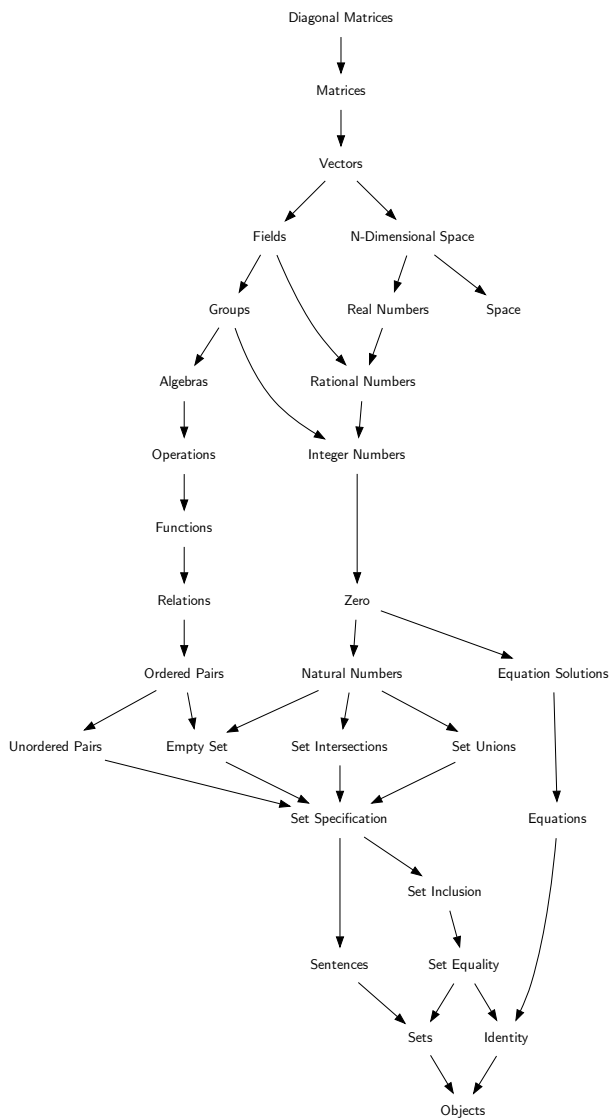 Diagonal Matrices
Matrices
Vectors
Fields
N-Dimensional Space
Groups
Real Numbers
Space
Algebras
Rational Numbers
Operations
Integer Numbers
Functions
Relations
Zero
Ordered Pairs
Natural Numbers
Equation Solutions
Unordered Pairs
Empty Set
Set Intersections
Set Unions
Set Specification
Equations
Set Inclusion
Sentences
Set Equality
Sets
Identity
Objects